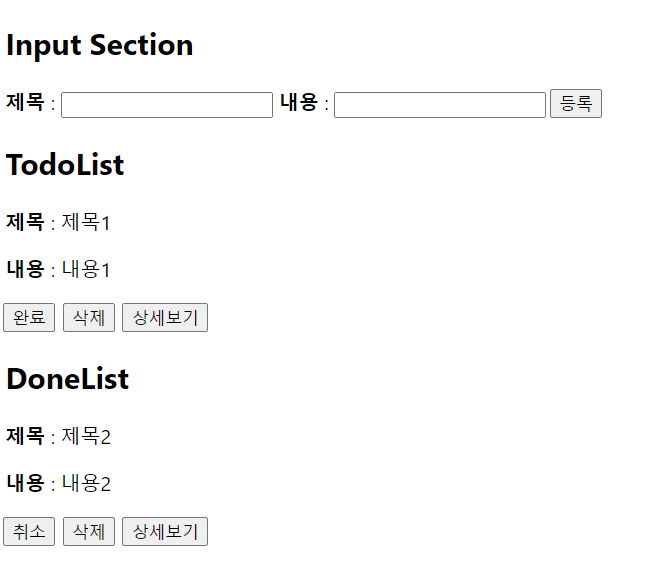 Input Section
제목 : 내용 : 등록
TodoList
제목 : 제목1
내용 : 내용1
완료 삭제 상세보기
DoneList
제목 : 제목2
내용 : 내용2
취소 삭제 상세보기